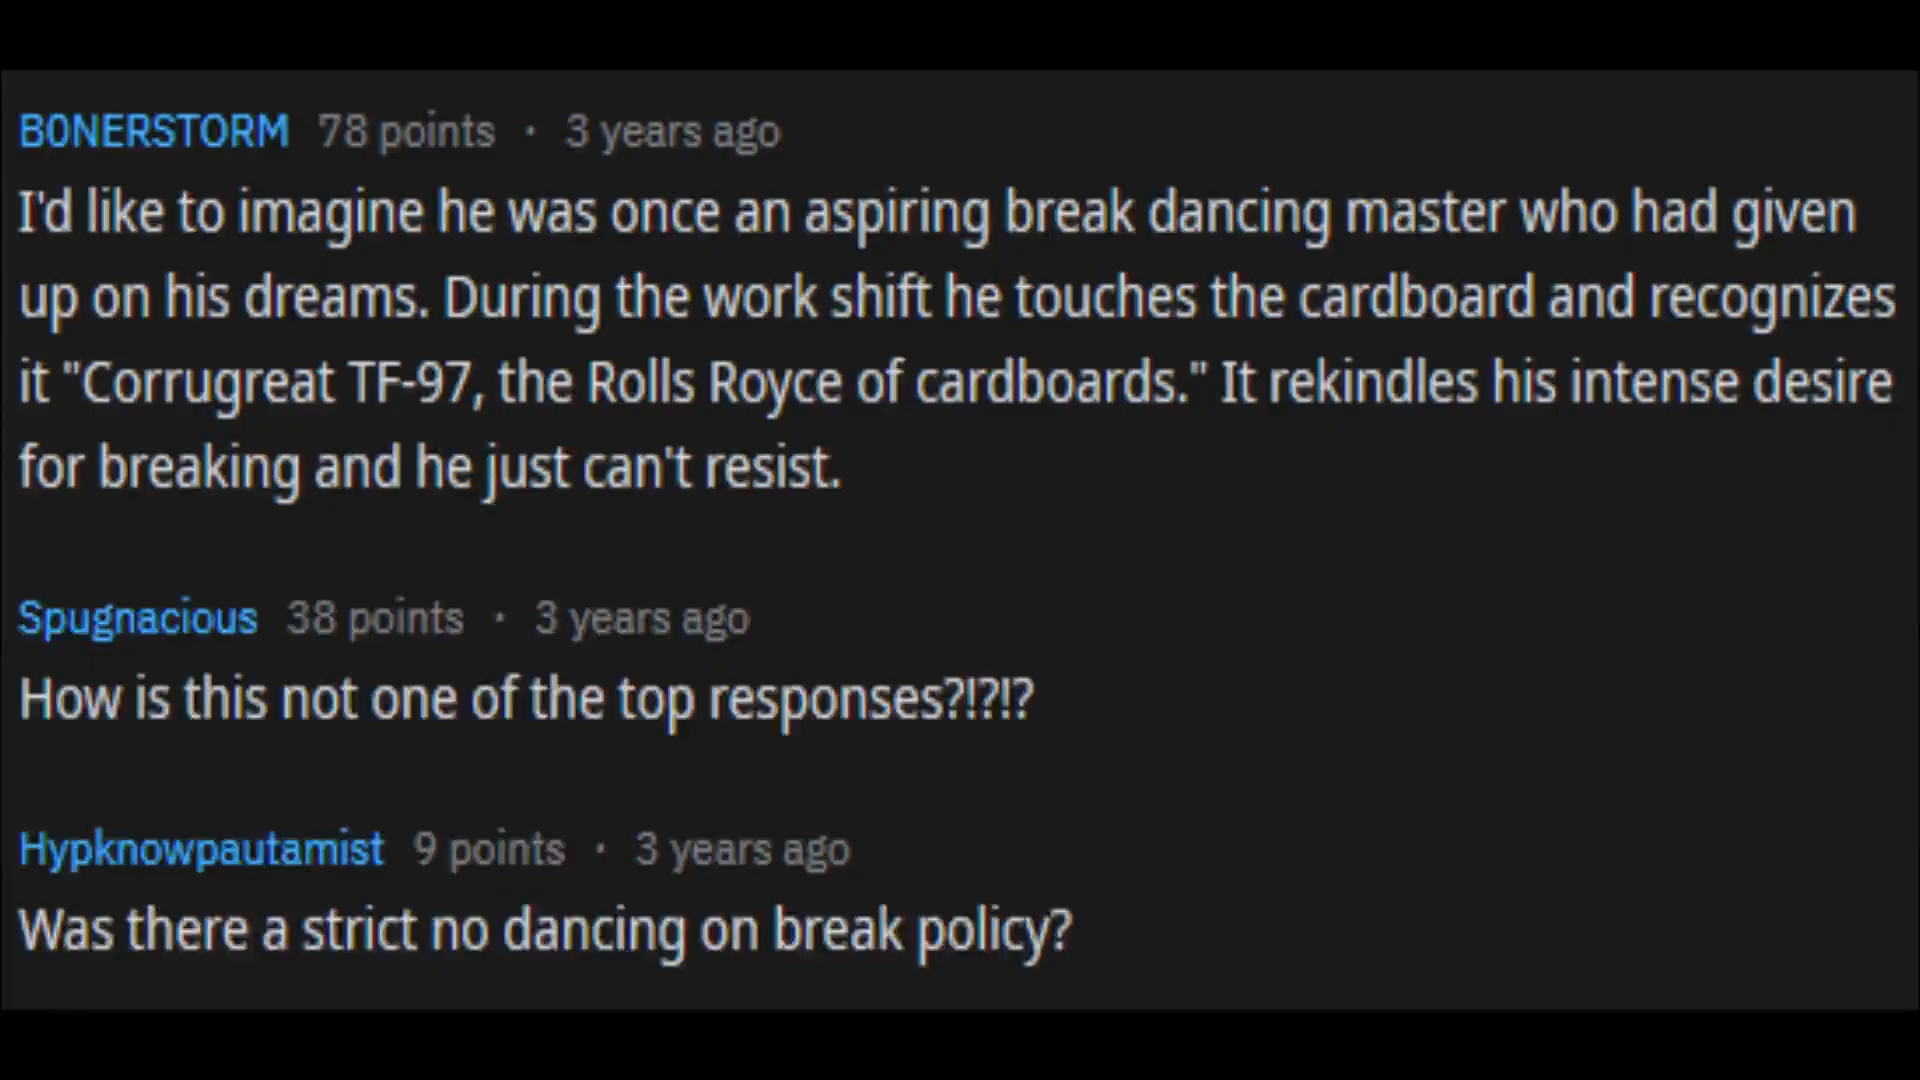 B0NERSTORM 78 points · 3 years ago
I'd like to imagine he was once an aspiring break dancing master who had given
up on his dreams. During the work shift he touches the cardboard and recognizes
it "Corrugreat TF-97, the Rolls Royce of cardboards." It rekindles his intense desire
for breaking and he just can't resist.
Spugnacious 38 points · 3 years ago
How is this not one of the top responses?!?!?
Hypknowpautamist 9 points · 3 years ago
Was there a strict no dancing on break policy?